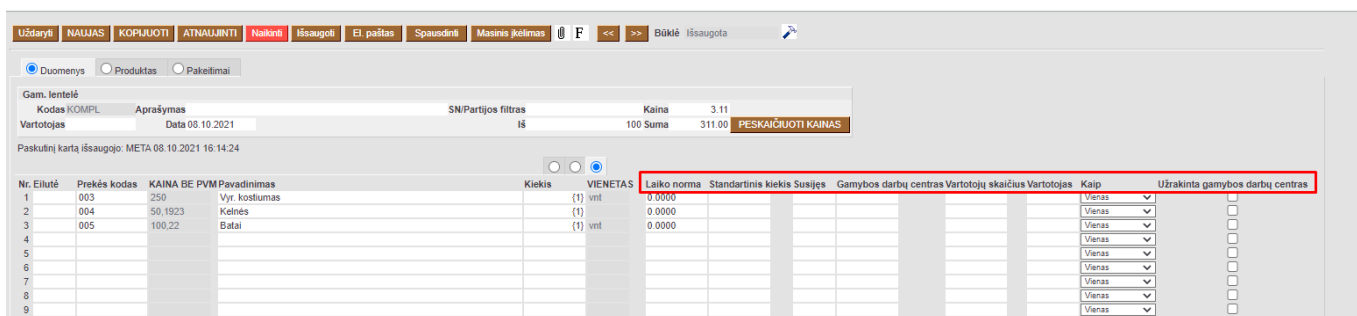 Uždaryti NAUJAS KOPIJUOTI ATNAUJINTI Naikinti Išsaugoti El. paštas Spausdinti Masinis įkėlimas F << >> Būklė Išsaugota
Duomenys Produktas Pakeitimai
Gam. lentelė
Kodas KOMPL Aprašymas SN/Partijos filtras Kaina 3.11
Vartotojas Data 08.10.2021 Iš 100 Suma 311.00 PESKAIČIUOTI KAINAS
Paskutinį kartą išsaugojo: META 08.10.2021 16:14:24
Nr. Eilutė Prekės kodas KAINA BE PVM Pavadinimas Kiekis VIENETAS Laiko norma Standartinis kiekis Susijęs Gamybos darbų centras Vartotojų skaičius Vartotojas Kaip Užrakinta gamybos darbų centras
1 003 250 Vyr. kostiumas {1} vnt 0.0000 Vienas
2 004 50,1923 Kelnės {1} 0.0000 Vienas
3 005 100,22 Batai {1} vnt 0.0000 Vienas
4 Vienas
5 Vienas
6 Vienas
7 Vienas
8 Vienas
9 Vienas